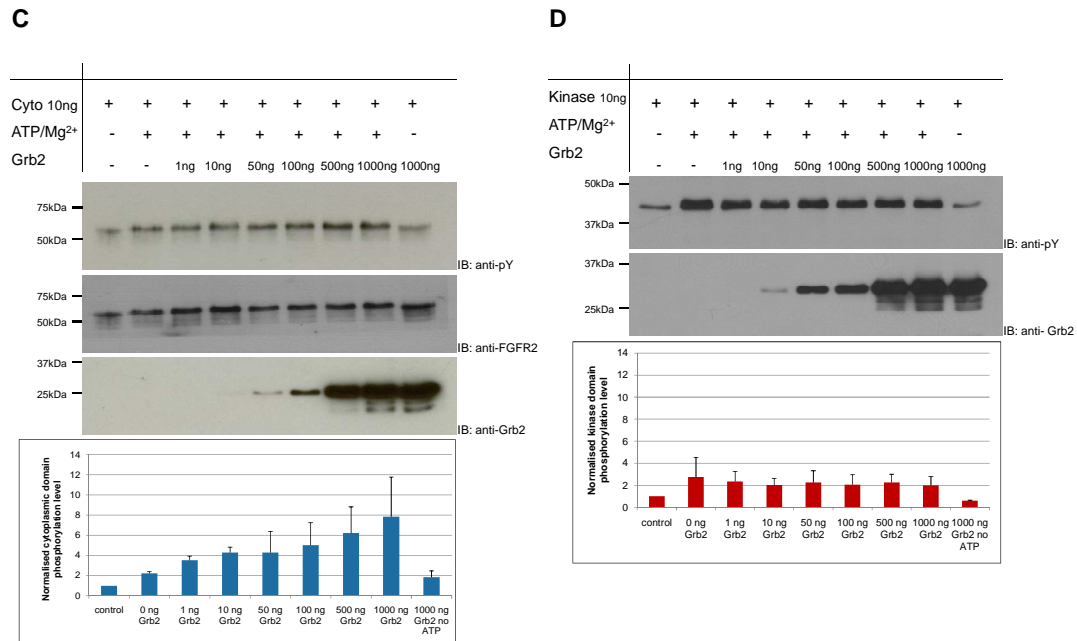 C
Cyto 10ng + + + + + + + + +
ATP/Mg2+ - + + + + + + + -
Grb2 - - 1ng 10ng 50ng 100ng 500ng 1000ng 1000ng
75kDa
50kDa
IB: anti-pY
75kDa
50kDa
IB: anti-FGFR2
37kDa
25kDa
IB: anti-Grb2
Normalised cytoplasmic domain
phosphorylation level
14
12
10
8
6
4
2
0
control 0 ng Grb2 1 ng Grb2 10 ng Grb2 50 ng Grb2 100 ng Grb2 500 ng Grb2 1000 ng Grb2 1000 ng Grb2 no ATP
D
Kinase 10ng + + + + + + + + +
ATP/Mg2+ - + + + + + + + -
Grb2 - - 1ng 10ng 50ng 100ng 500ng 1000ng 1000ng
50kDa
37kDa
IB: anti-pY
37kDa
25kDa
IB: anti- Grb2
Normalised kinase domain
phosphorylation level
14
12
10
8
6
4
2
0
control 0 ng Grb2 1 ng Grb2 10 ng Grb2 50 ng Grb2 100 ng Grb2 500 ng Grb2 1000 ng Grb2 1000 ng Grb2 no ATP